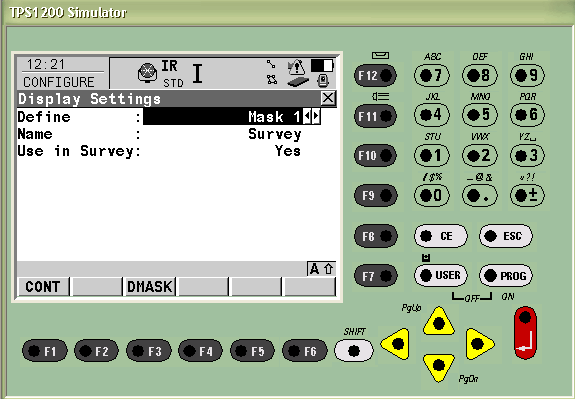 TPS1200 Simulator
12:21
CONFIGURE
IR
STD
I
Display Settings
Define : Mask 1
Name : Survey
Use in Survey: Yes
A
CONT DMASK
F12 ABC 7 DEF 8 GHI 9
F11 JKL 4 MNO 5 PQR 6
F10 STU 1 VWX 2 YZ 3
F9 /$% 0 _@& . *?! ±
F8 CE ESC
F7 USER PROG
OFF ON
PgUp
F1 F2 F3 F4 F5 F6 SHIFT
PgDn